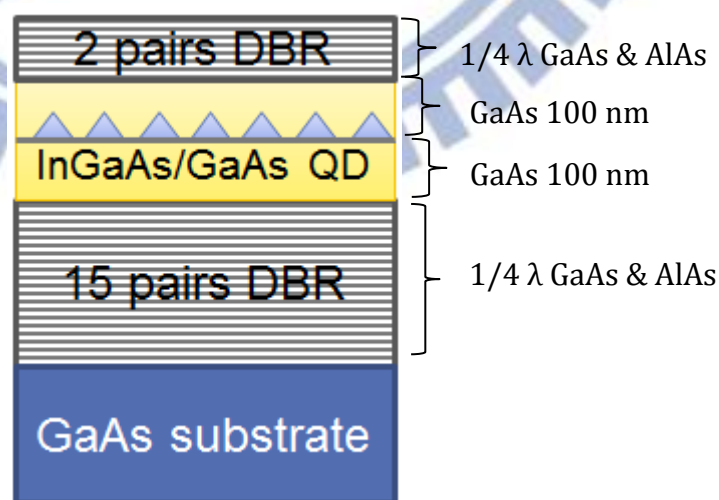 2 pairs DBR
1/4 λ GaAs & AlAs
GaAs 100 nm
InGaAs/GaAs QD
GaAs 100 nm
15 pairs DBR
1/4 λ GaAs & AlAs
GaAs substrate